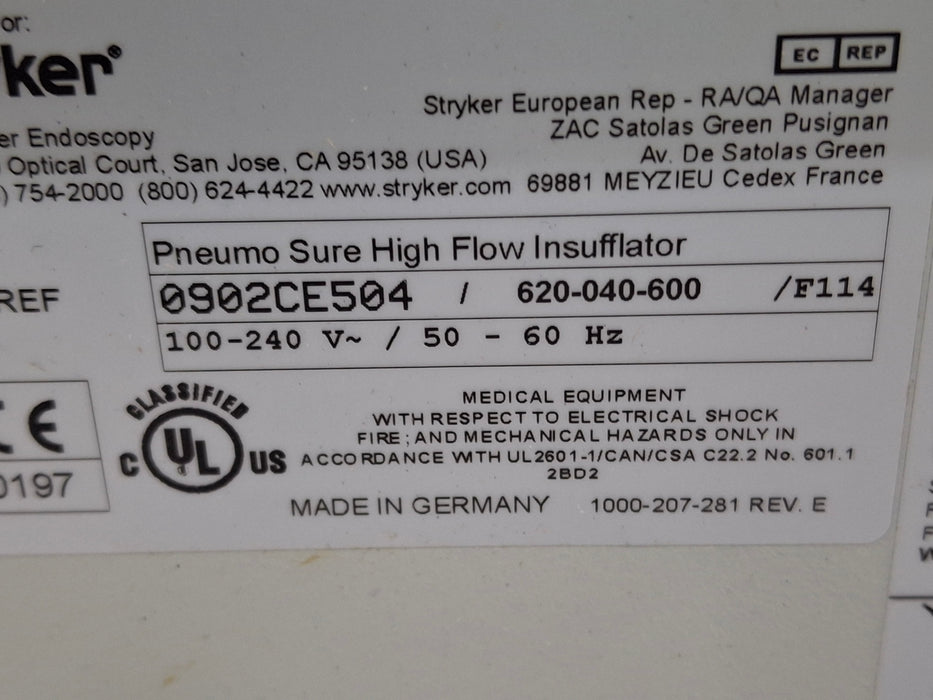 or:
ker®
EC REP
Stryker European Rep - RA/QA Manager
ZAC Satolas Green Pusignan
Av. De Satolas Green
69881 MEYZIEU Cedex France
er Endoscopy
Optical Court, San Jose, CA 95138 (USA)
) 754-2000 (800) 624-4422 www.stryker.com
Pneumo Sure High Flow Insufflator
REF
0902CE504 / 620-040-600 /F114
100-240 V~ / 50 - 60 Hz
CE
0197
CLASSIFIED
C UL US
MEDICAL EQUIPMENT
WITH RESPECT TO ELECTRICAL SHOCK
FIRE; AND MECHANICAL HAZARDS ONLY IN
ACCORDANCE WITH UL2601-1/CAN/CSA C22.2 No. 601.1
2BD2
MADE IN GERMANY 1000-207-281 REV. E